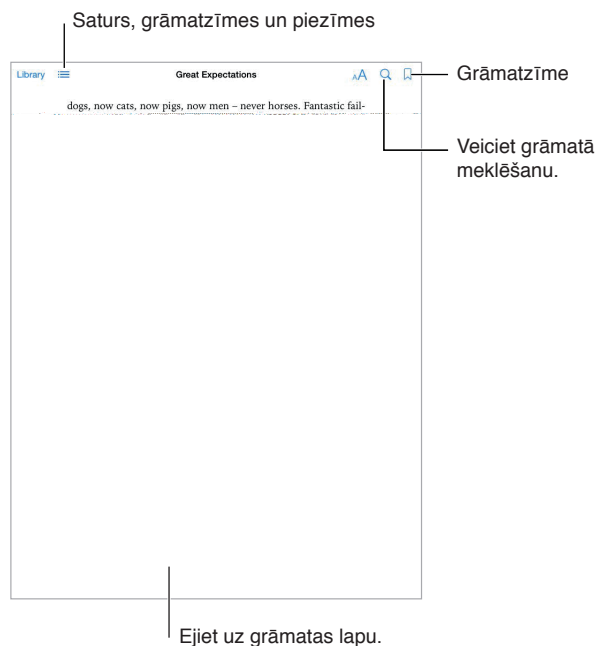 Saturs, grāmatzīmes un piezīmes
Library Great Expectations AA
Grāmatzīme
dogs, now cats, now pigs, now men – never horses. Fantastic fail-
Veiciet grāmatā
meklēšanu.
Ejiet uz grāmatas lapu.